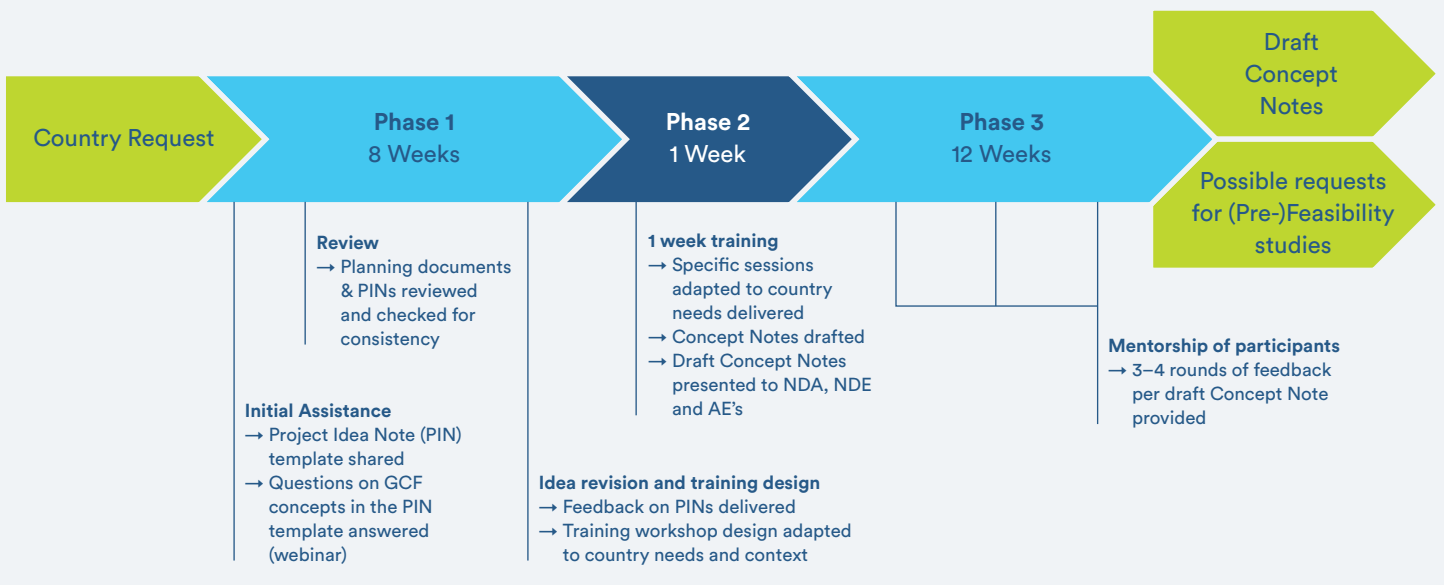 Country Request
Phase 1
8 Weeks
Phase 2
1 Week
Phase 3
12 Weeks
Draft
Concept
Notes
Possible requests
for (Pre-)Feasibility
studies
Review
→ Planning documents
& PINs reviewed
and checked for
consistency
Initial Assistance
→ Project Idea Note (PIN)
template shared
→ Questions on GCF
concepts in the PIN
template answered
(webinar)
Idea revision and training design
→ Feedback on PINs delivered
→ Training workshop design adapted
to country needs and context
1 week training
→ Specific sessions
adapted to country
needs delivered
→ Concept Notes drafted
→ Draft Concept Notes
presented to NDA, NDE
and AE’s
Mentorship of participants
→ 3–4 rounds of feedback
per draft Concept Note
provided